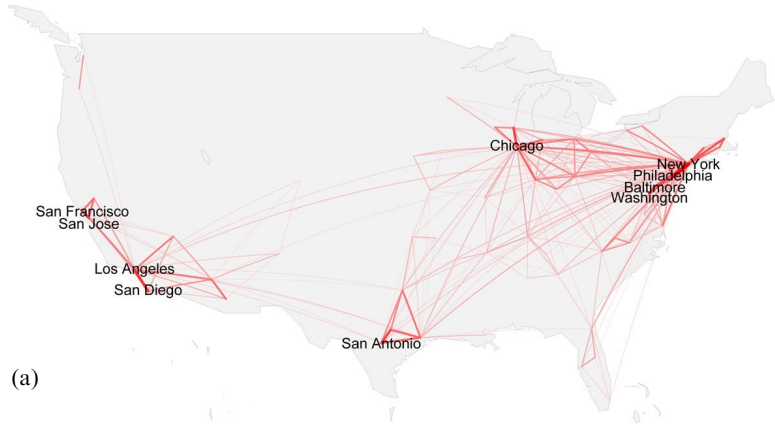 Chicago
New York
Philadelphia
Baltimore
Washington
San Francisco
San Jose
Los Angeles
San Diego
San Antonio
(a)